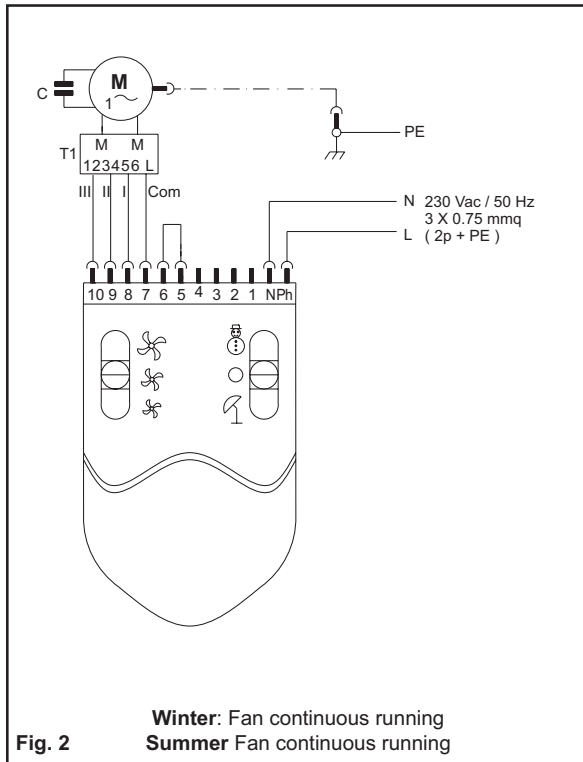 M
1
C
M M
T1
123456 L
III II I Com
PE
N 230 Vac / 50 Hz
3 X 0.75 mmq
L ( 2p + PE )
10 9 8 7 6 5 4 3 2 1 N Ph
Winter: Fan continuous running
Fig. 2 Summer Fan continuous running